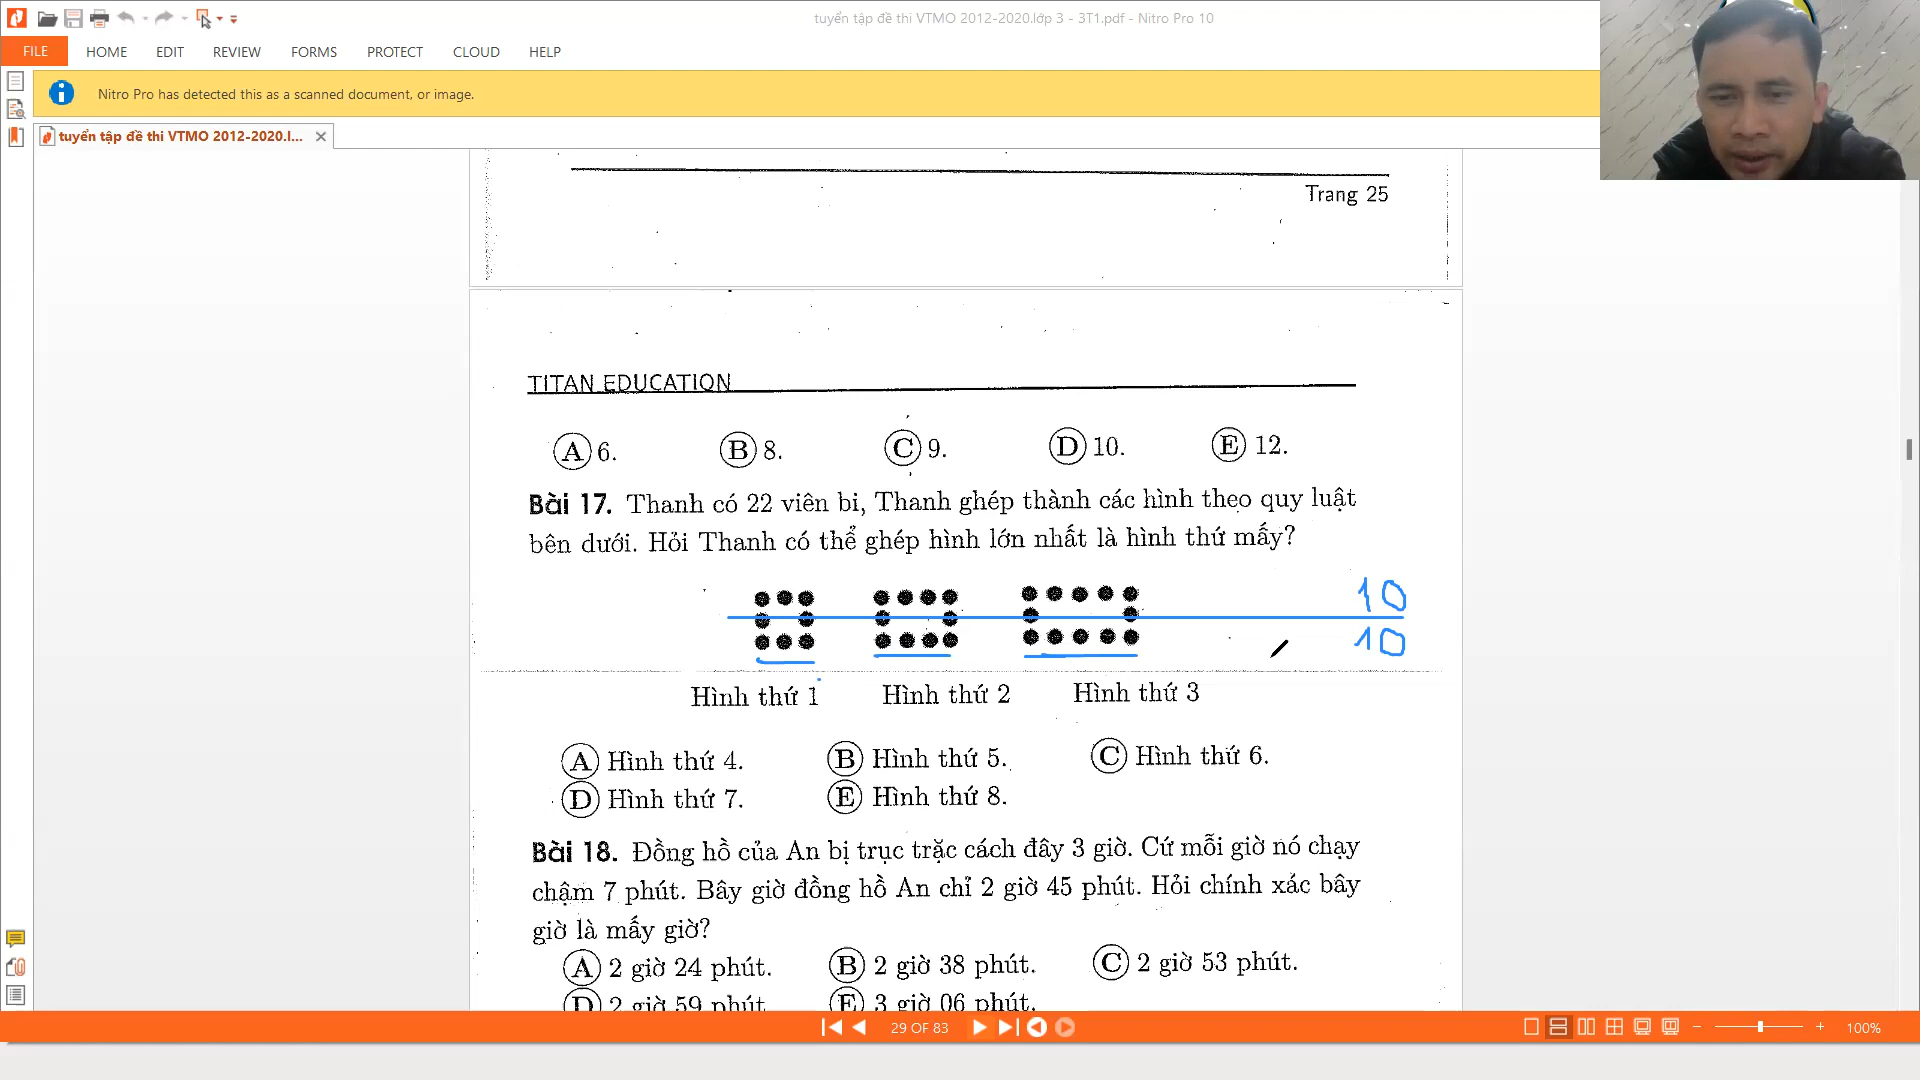 tuyển tập đề thi VTMO 2012-2020.lớp 3 - 3T1.pdf - Nitro Pro 10
FILE HOME EDIT REVIEW FORMS PROTECT CLOUD HELP
Nitro Pro has detected this as a scanned document, or image.
tuyển tập đề thi VTMO 2012-2020.l...
Trang 25
TITAN EDUCATION
A 6. B 8. C 9. D 10. E 12.
Bài 17. Thanh có 22 viên bi, Thanh ghép thành các hình theo quy luật
bên dưới. Hỏi Thanh có thể ghép hình lớn nhất là hình thứ mấy?
10
10
Hình thứ 1 Hình thứ 2 Hình thứ 3
A Hình thứ 4. B Hình thứ 5. C Hình thứ 6.
D Hình thứ 7. E Hình thứ 8.
Bài 18. Đồng hồ của An bị trục trặc cách đây 3 giờ. Cứ mỗi giờ nó chạy
chậm 7 phút. Bây giờ đồng hồ An chỉ 2 giờ 45 phút. Hỏi chính xác bây
giờ là mấy giờ?
A 2 giờ 24 phút. B 2 giờ 38 phút. C 2 giờ 53 phút.
D 2 giờ 59 phút. E 3 giờ 06 phút.
29 OF 83
100%